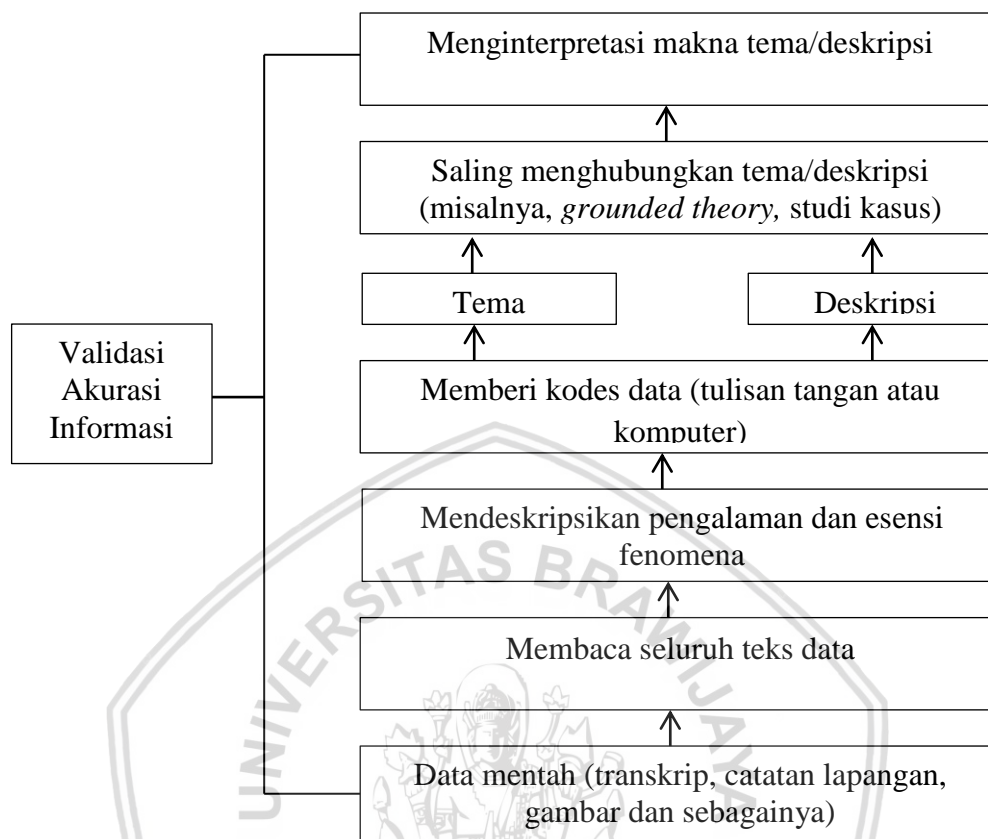 Menginterpretasi makna tema/deskripsi
Saling menghubungkan tema/deskripsi
(misalnya, grounded theory, studi kasus)
Tema
Deskripsi
Validasi
Akurasi
Informasi
Memberi kodes data (tulisan tangan atau
komputer)
Mendeskripsikan pengalaman dan esensi
fenomena
Membaca seluruh teks data
Data mentah (transkrip, catatan lapangan,
gambar dan sebagainya)
UNIVERSITAS BRAWIJAYA